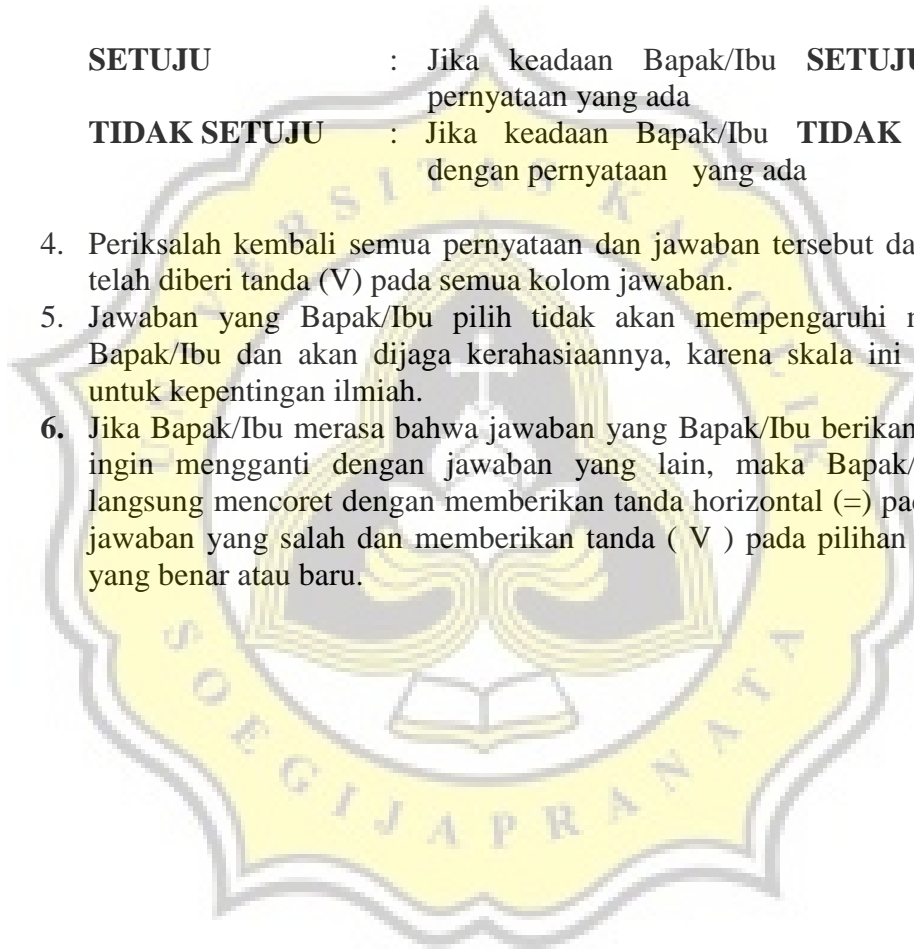 SETUJU : Jika keadaan Bapak/Ibu SETUJU
pernyataan yang ada
TIDAK SETUJU : Jika keadaan Bapak/Ibu TIDAK
dengan pernyataan yang ada
4. Periksalah kembali semua pernyataan dan jawaban tersebut da
telah diberi tanda (V) pada semua kolom jawaban.
5. Jawaban yang Bapak/Ibu pilih tidak akan mempengaruhi
Bapak/Ibu dan akan dijaga kerahasiaannya, karena skala ini
untuk kepentingan ilmiah.
6. Jika Bapak/Ibu merasa bahwa jawaban yang Bapak/Ibu berikan
ingin mengganti dengan jawaban yang lain, maka Bapak/
langsung mencoret dengan memberikan tanda horizontal (=) pa
jawaban yang salah dan memberikan tanda ( V ) pada pilihan
yang benar atau baru.
UNIVERSITAS KATOLIK
SOEGIJAPRANATA